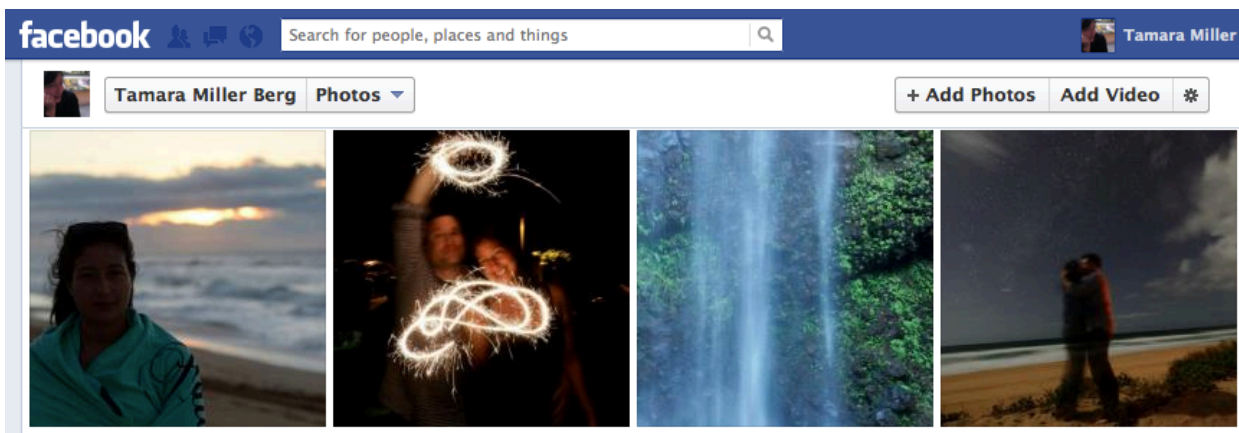 facebook Search for people, places and things Tamara Miller
Tamara Miller Berg Photos + Add Photos Add Video